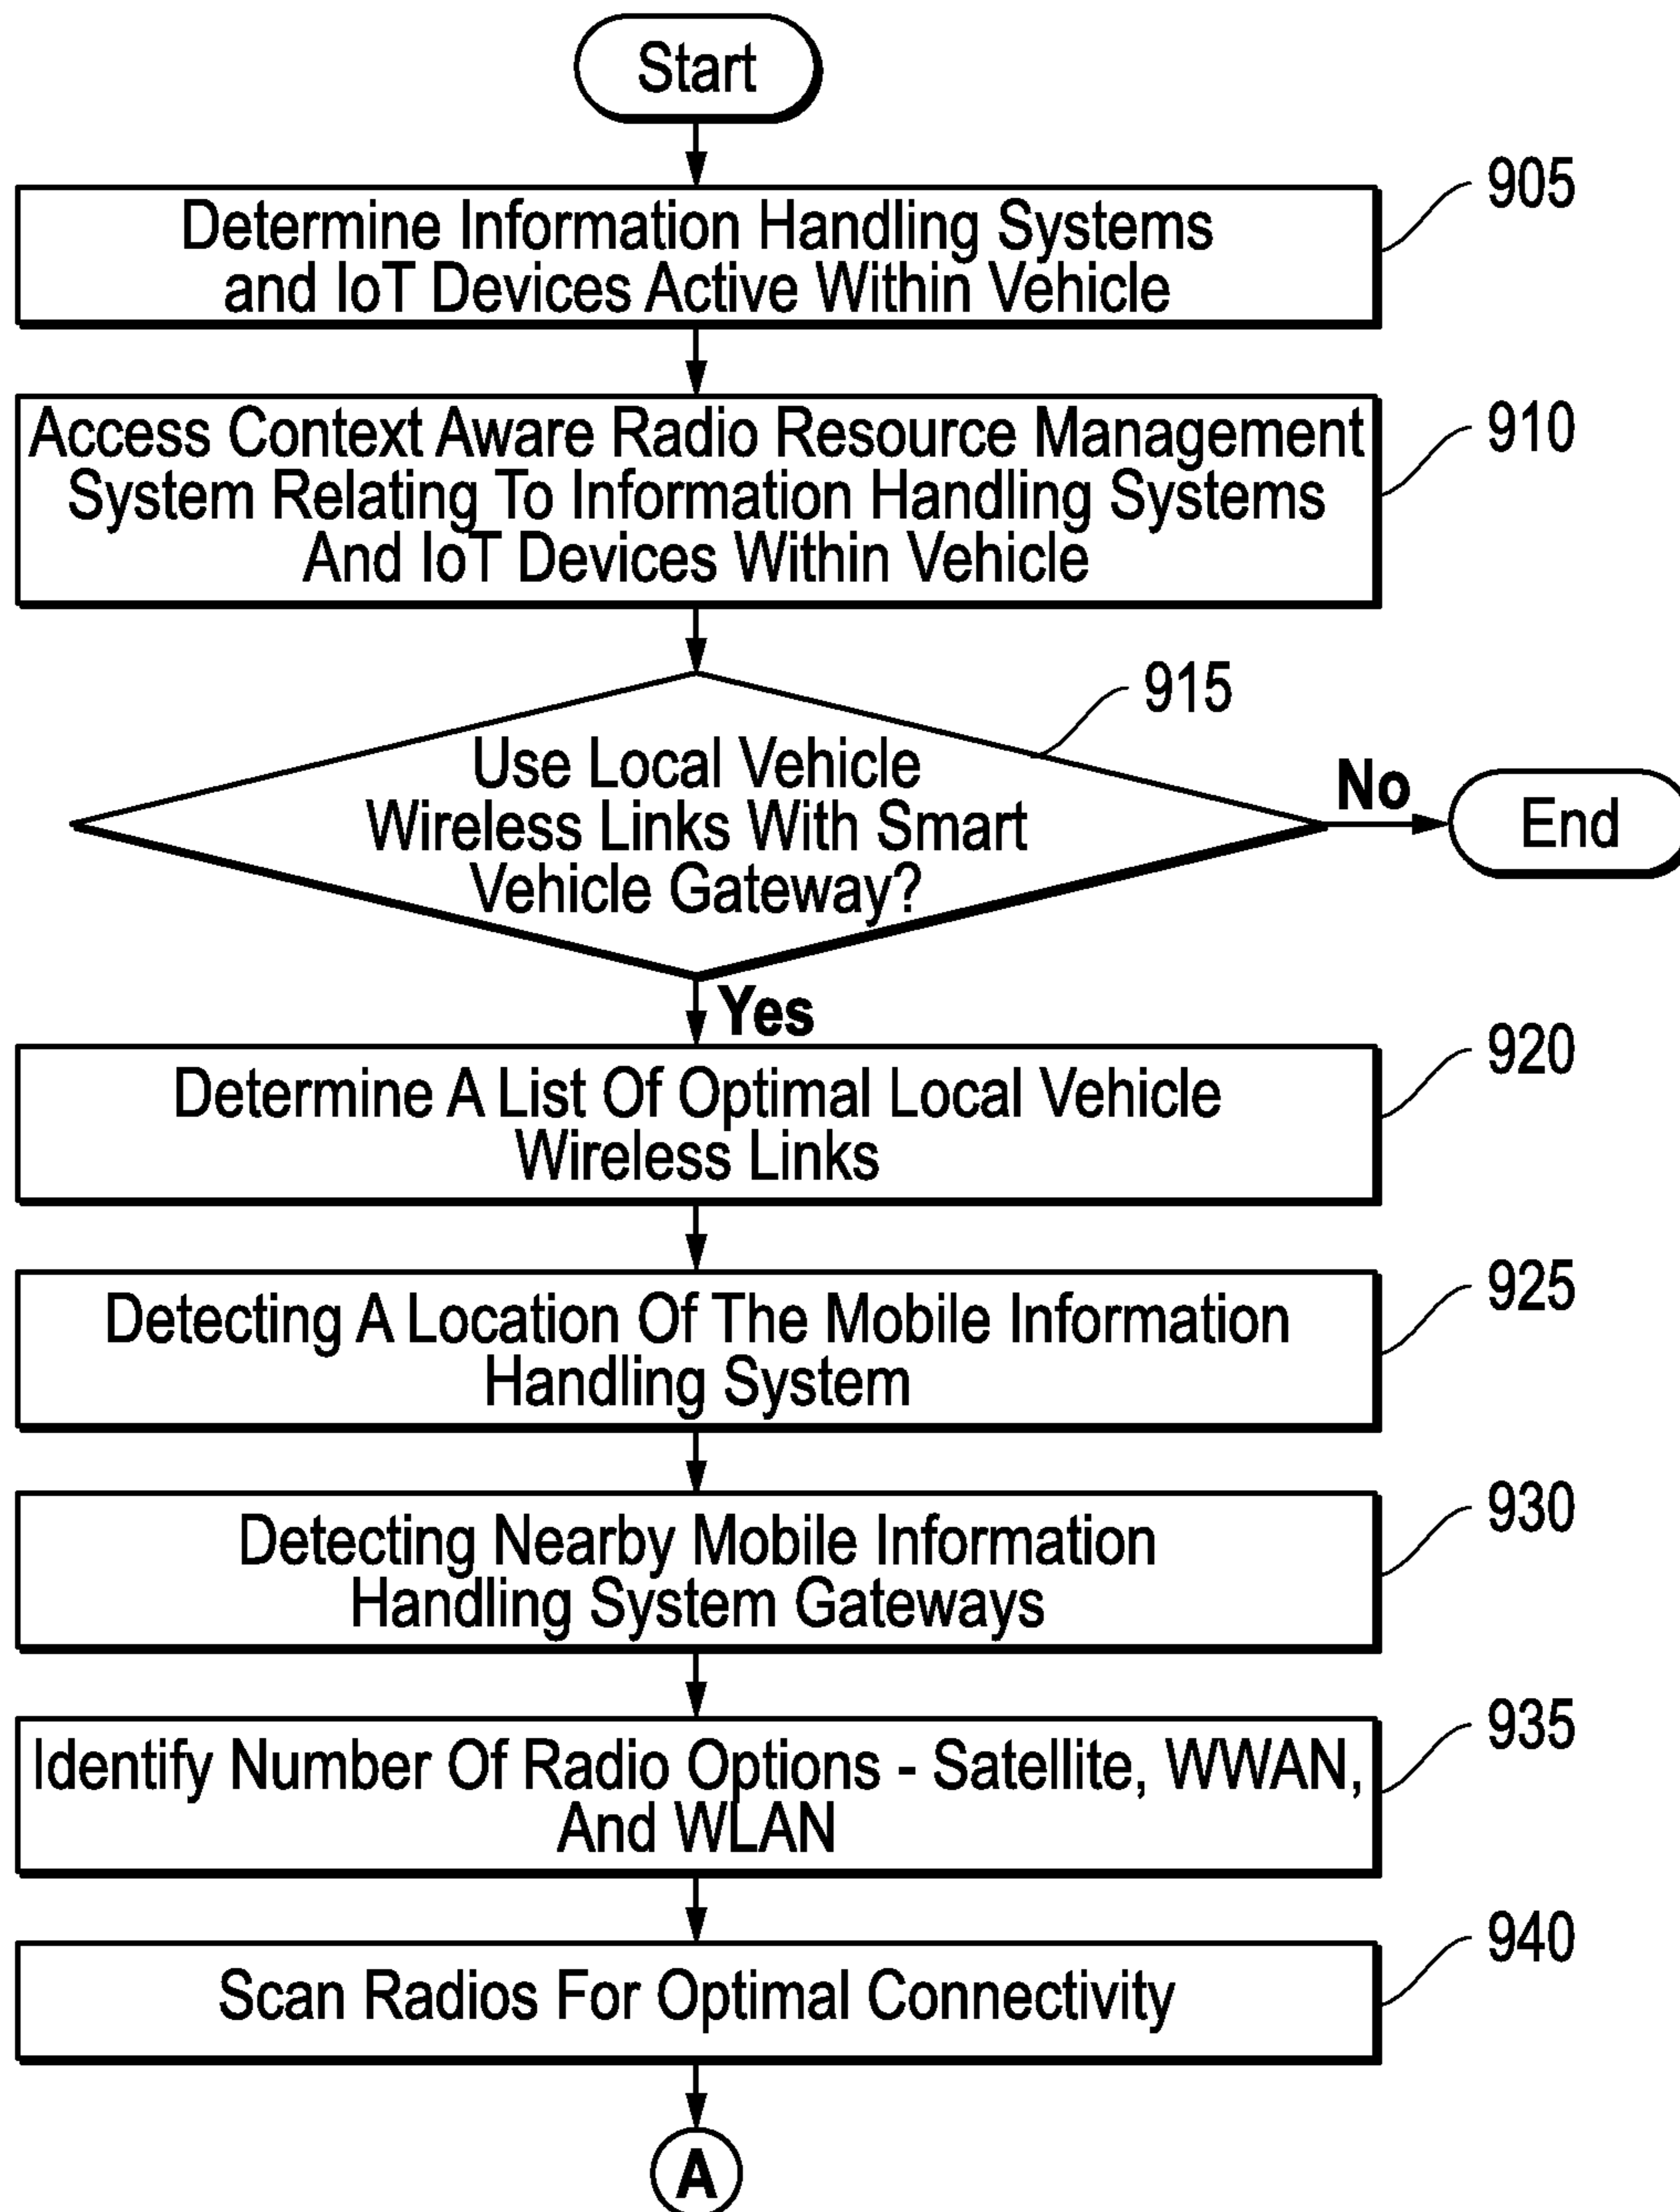 Start
905
Determine Information Handling Systems
and IoT Devices Active Within Vehicle
910
Access Context Aware Radio Resource Management
System Relating To Information Handling Systems
And IoT Devices Within Vehicle
915
Use Local Vehicle
Wireless Links With Smart
Vehicle Gateway?
No
End
Yes
920
Determine A List Of Optimal Local Vehicle
Wireless Links
925
Detecting A Location Of The Mobile Information
Handling System
930
Detecting Nearby Mobile Information
Handling System Gateways
935
Identify Number Of Radio Options - Satellite, WWAN,
And WLAN
940
Scan Radios For Optimal Connectivity
A